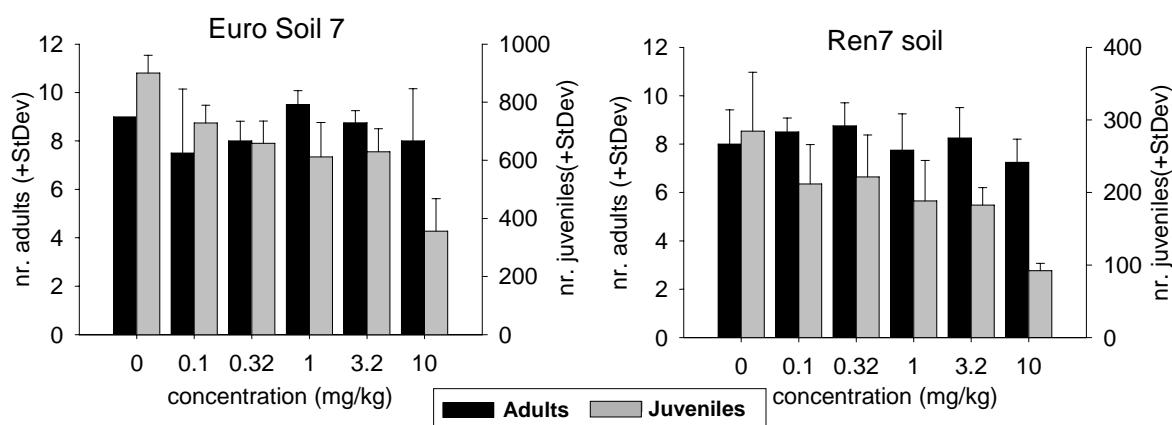 Euro Soil 7
12
10
8
6
4
2
0
nr. adults (+StDev)
1000
800
600
400
200
0
nr. juveniles(+StDev)
0 0.1 0.32 1 3.2 10
concentration (mg/kg)
Ren7 soil
12
10
8
6
4
2
0
nr. adults (+StDev)
400
300
200
100
0
nr. juveniles (+StDev)
0 0.1 0.32 1 3.2 10
concentration (mg/kg)
Adults Juveniles